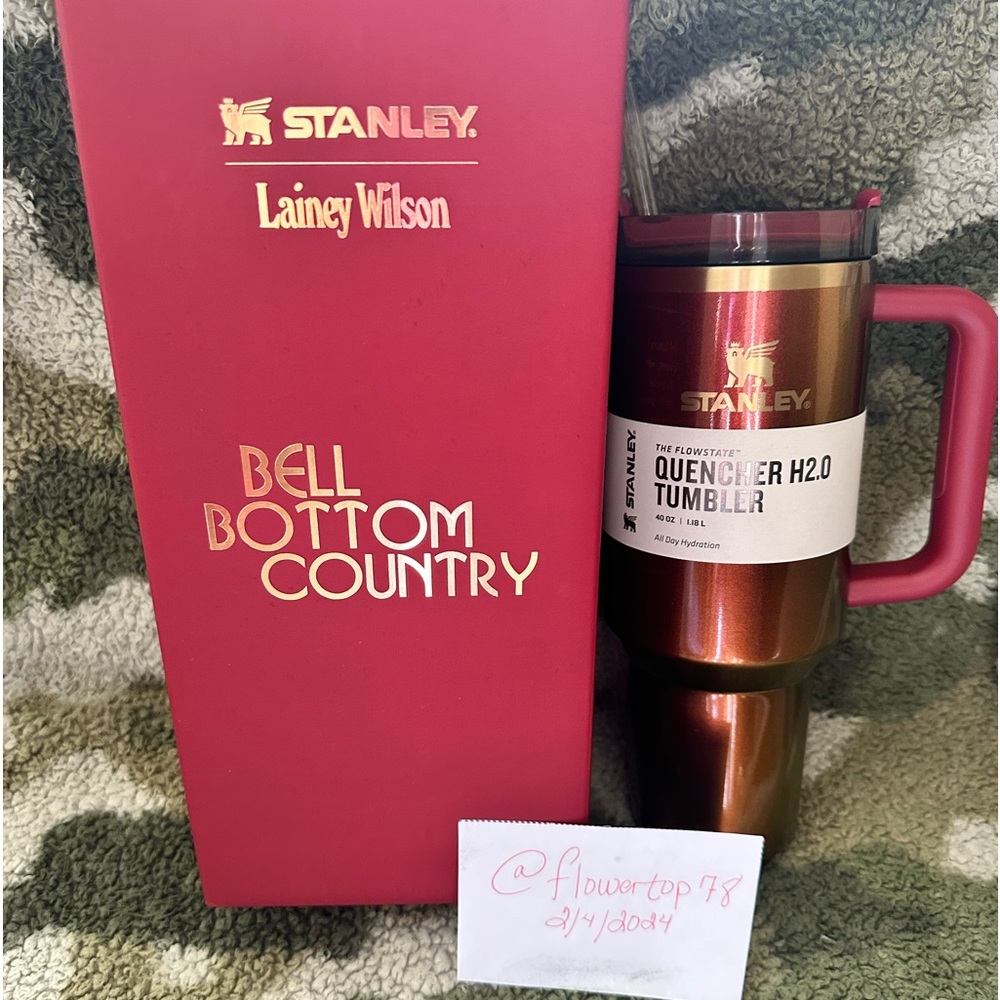 STANLEY®
Lainey Wilson
BELL
BOTTOM
COUNTRY
STANLEY®
STANLEY.
THE FLOWSTATE™
QUENCHER H2.0
TUMBLER
40 OZ | 1.18 L
All Day Hydration
@flowertop78
2/4/2024